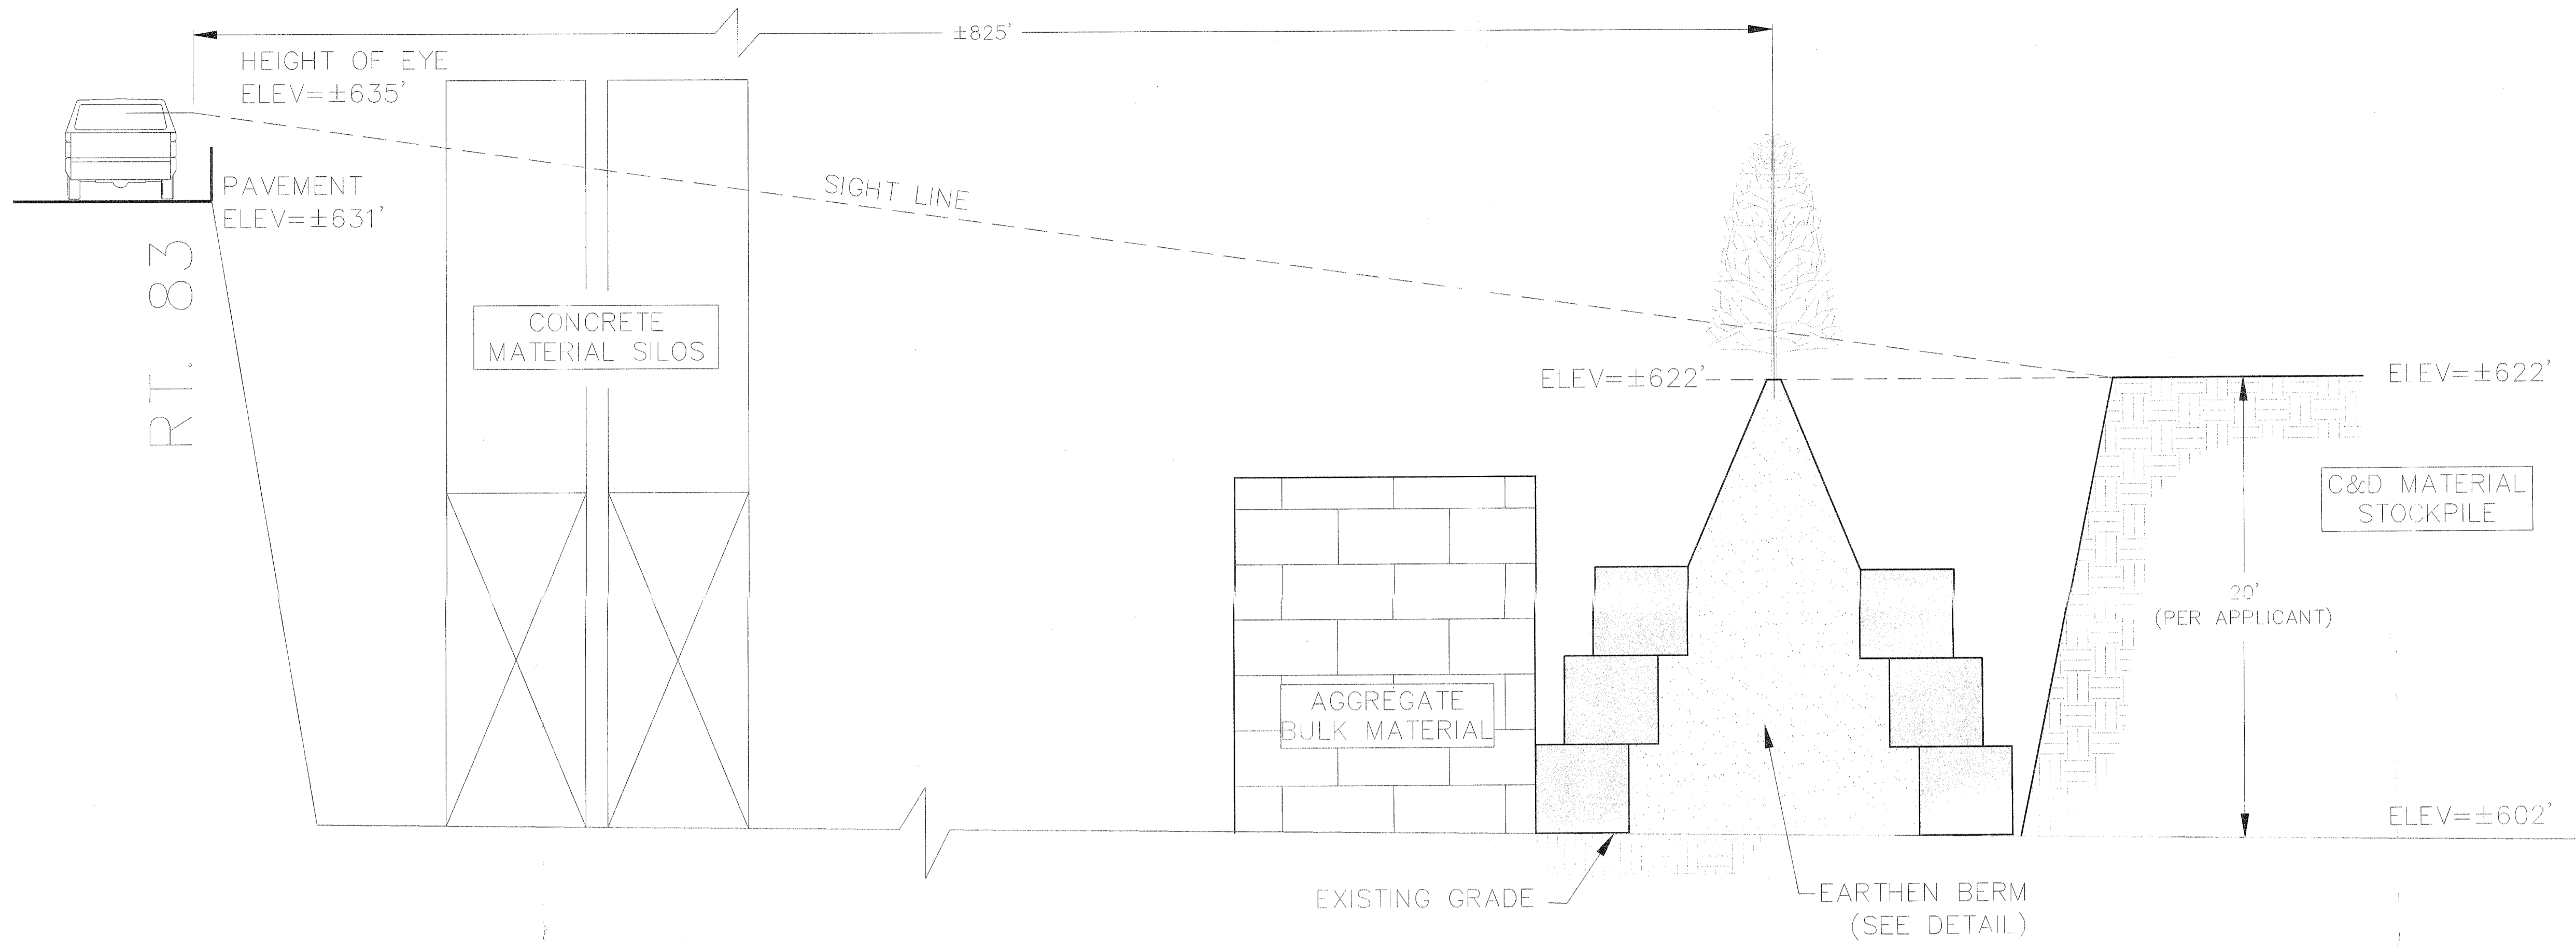 ±825'
HEIGHT OF EYE
ELEV=±635'
PAVEMENT
ELEV=±631'
RT. 83
SIGHT LINE
CONCRETE
MATERIAL SILOS
ELEV=±622'
ELEV=±622'
C&D MATERIAL
STOCKPILE
20'
(PER APPLICANT)
AGGREGATE
BULK MATERIAL
ELEV=±602'
EXISTING GRADE
EARTHEN BERM
(SEE DETAIL)